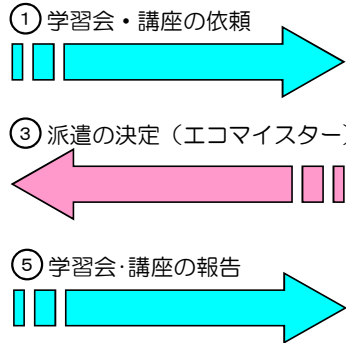 ① 学習会・講座の依頼
③ 派遣の決定（エコマイスター）
⑤ 学習会・講座の報告